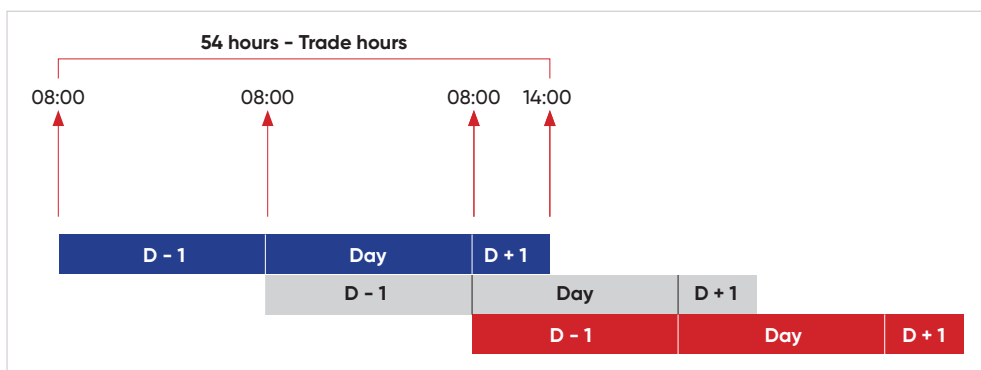 54 hours - Trade hours
08:00 08:00 08:00 14:00
D - 1 Day D + 1
D - 1 Day D + 1
D - 1 Day D + 1